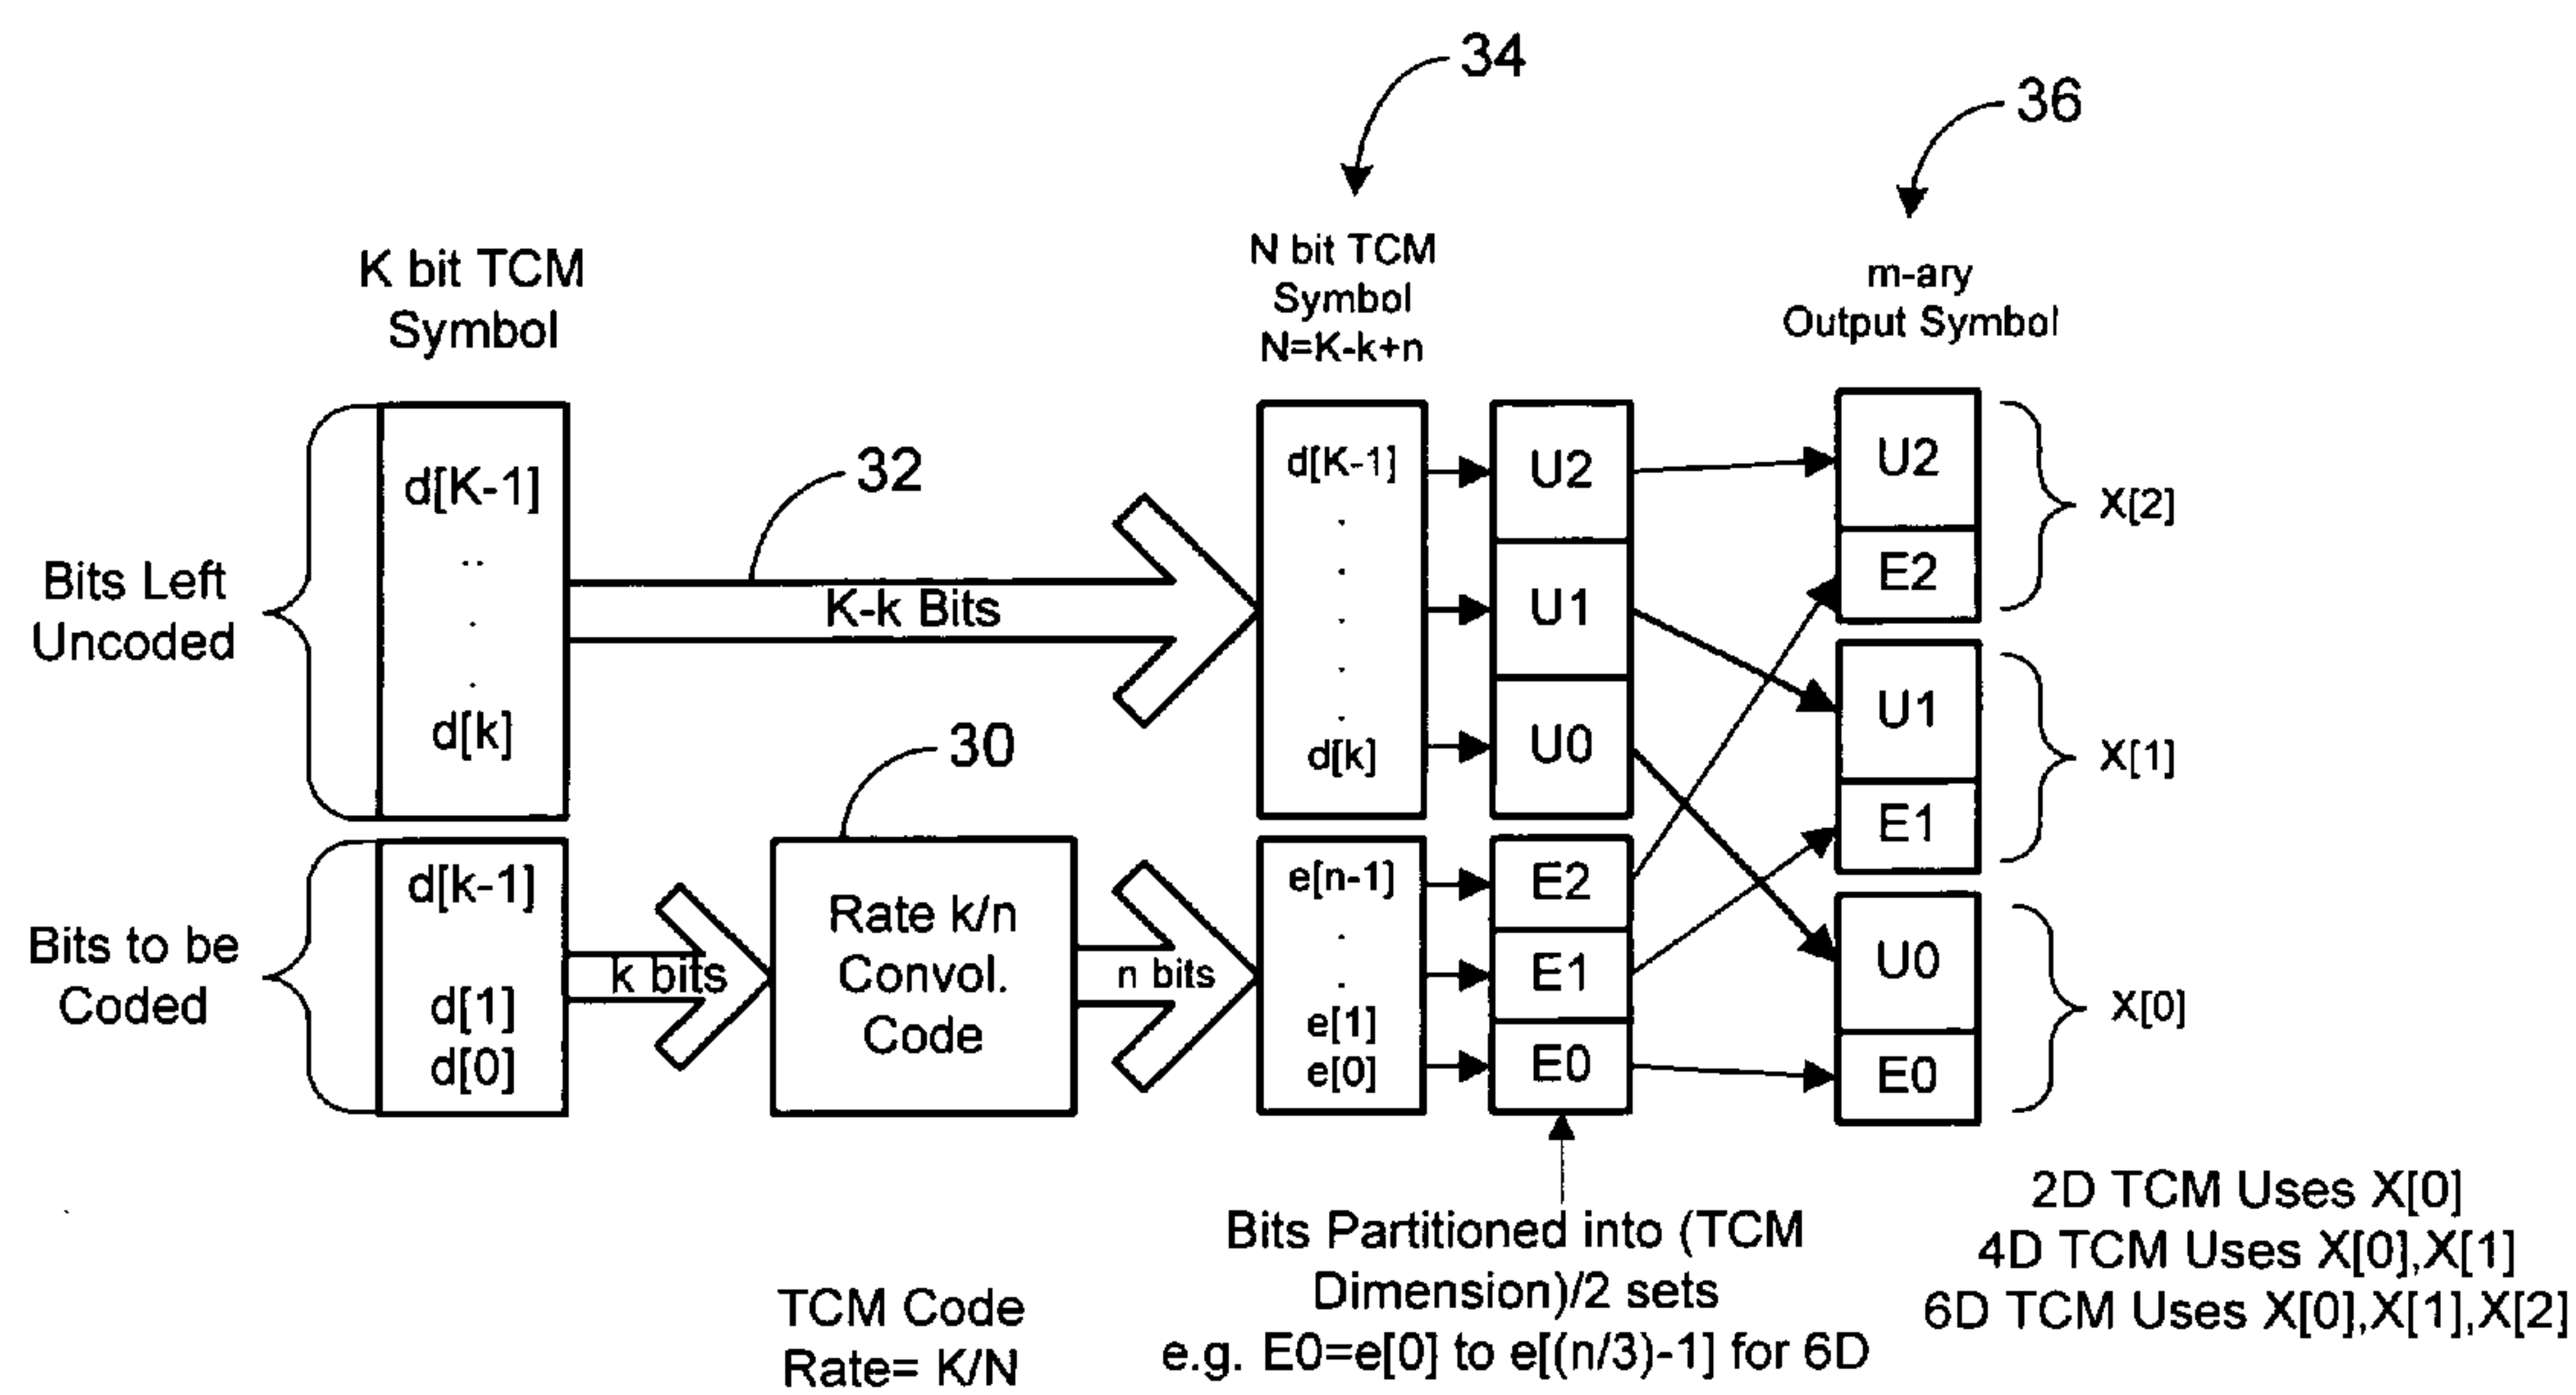 34
36
K bit TCM
Symbol
N bit TCM
Symbol
N=K-k+n
m-ary
Output Symbol
Bits Left
Uncoded
d[K-1]
..
.
.
d[k]
32
K-k Bits
d[K-1]
.
.
.
.
.
d[k]
U2
U1
U0
U2
E2
X[2]
U1
E1
X[1]
U0
E0
X[0]
Bits to be
Coded
d[k-1]
d[1]
d[0]
k bits
30
Rate k/n
Convol.
Code
n bits
e[n-1]
.
.
e[1]
e[0]
E2
E1
E0
TCM Code
Rate= K/N
Bits Partitioned into (TCM
Dimension)/2 sets
e.g. E0=e[0] to e[(n/3)-1] for 6D
2D TCM Uses X[0]
4D TCM Uses X[0],X[1]
6D TCM Uses X[0],X[1],X[2]